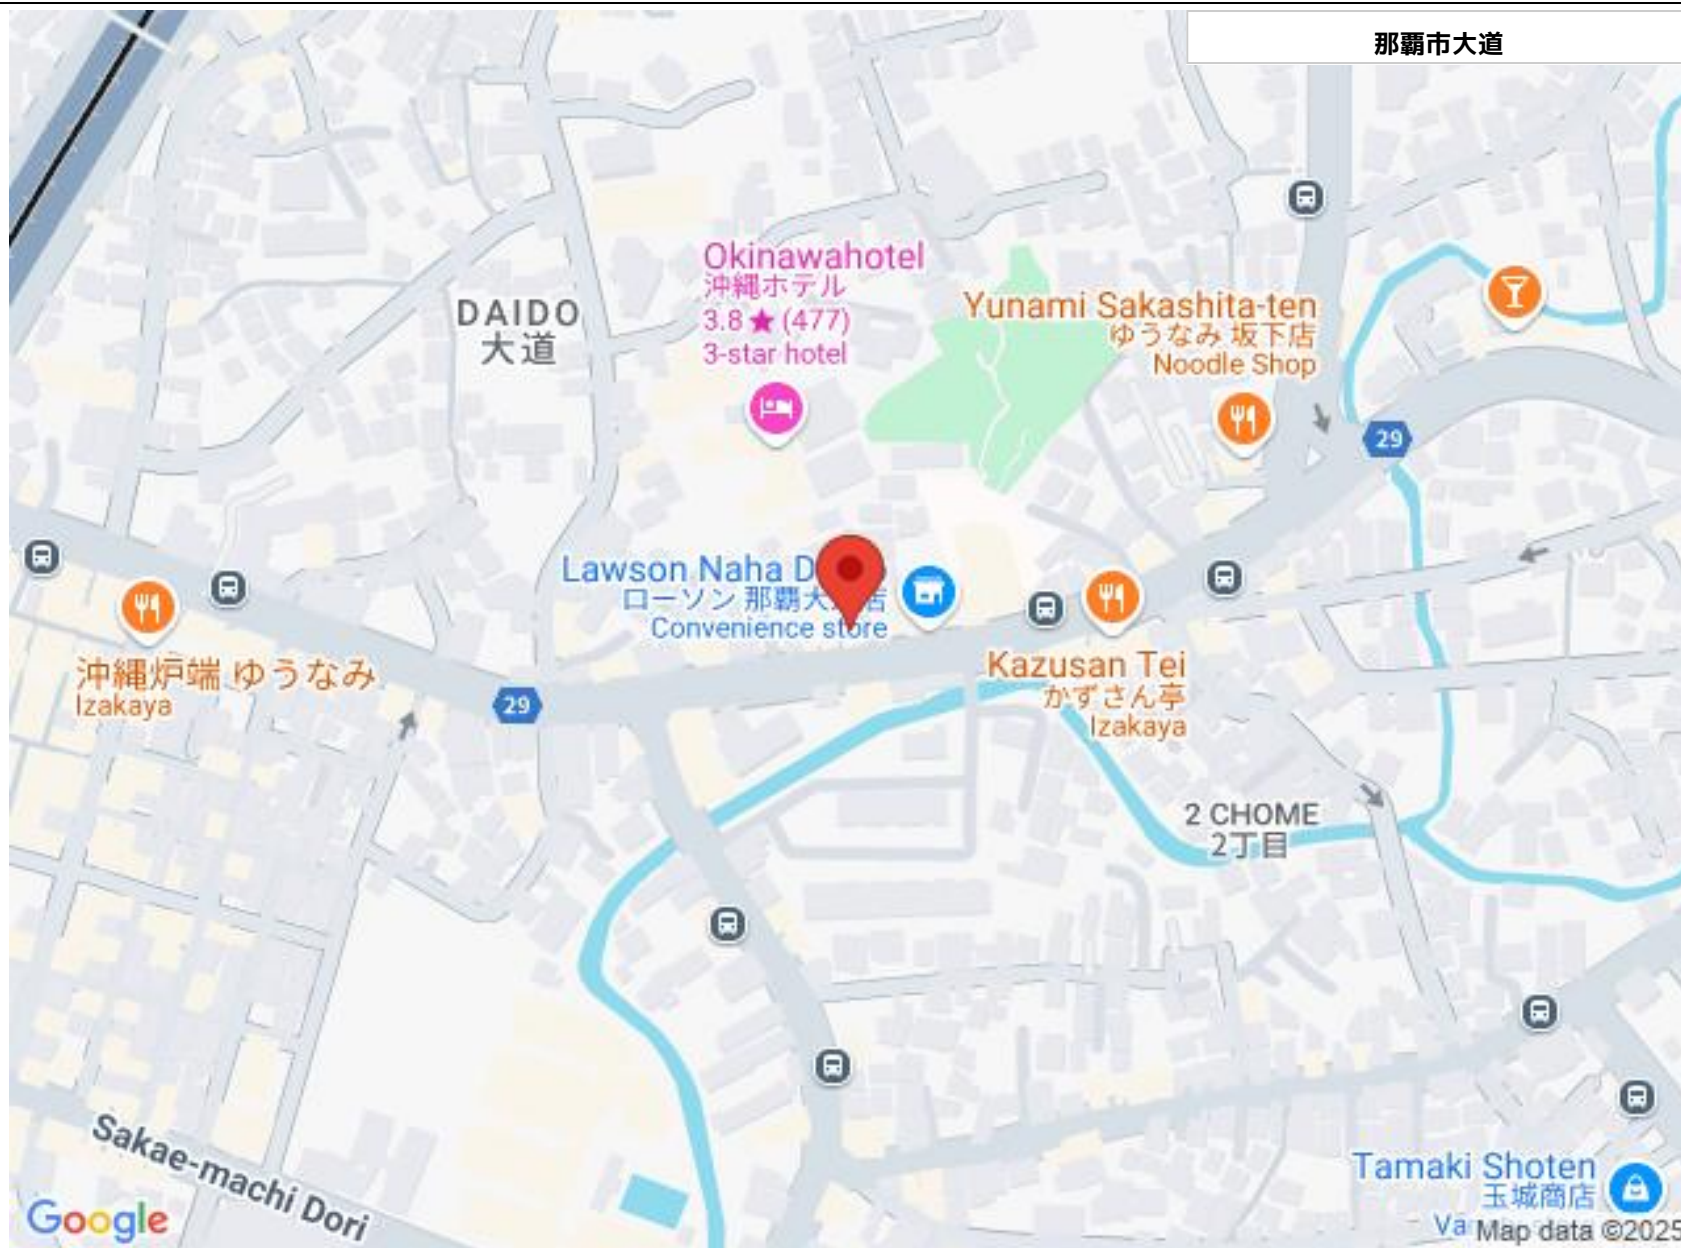 那覇市大道
Okinawahotel
沖縄ホテル
3.8 ★ (477)
3-star hotel
Yunami Sakashita-ten
ゆうなみ 坂下店
Noodle Shop
DAIDO
大道
29
Lawson Naha
ローソン 那覇大
店
Convenience store
沖縄炉端 ゆうなみ
Izakaya
29
Kazusan Tei
かずさん亭
Izakaya
2 CHOME
2丁目
Sakae-machi Dori
Tamaki Shoten
玉城商店
Google
Map data ©2025